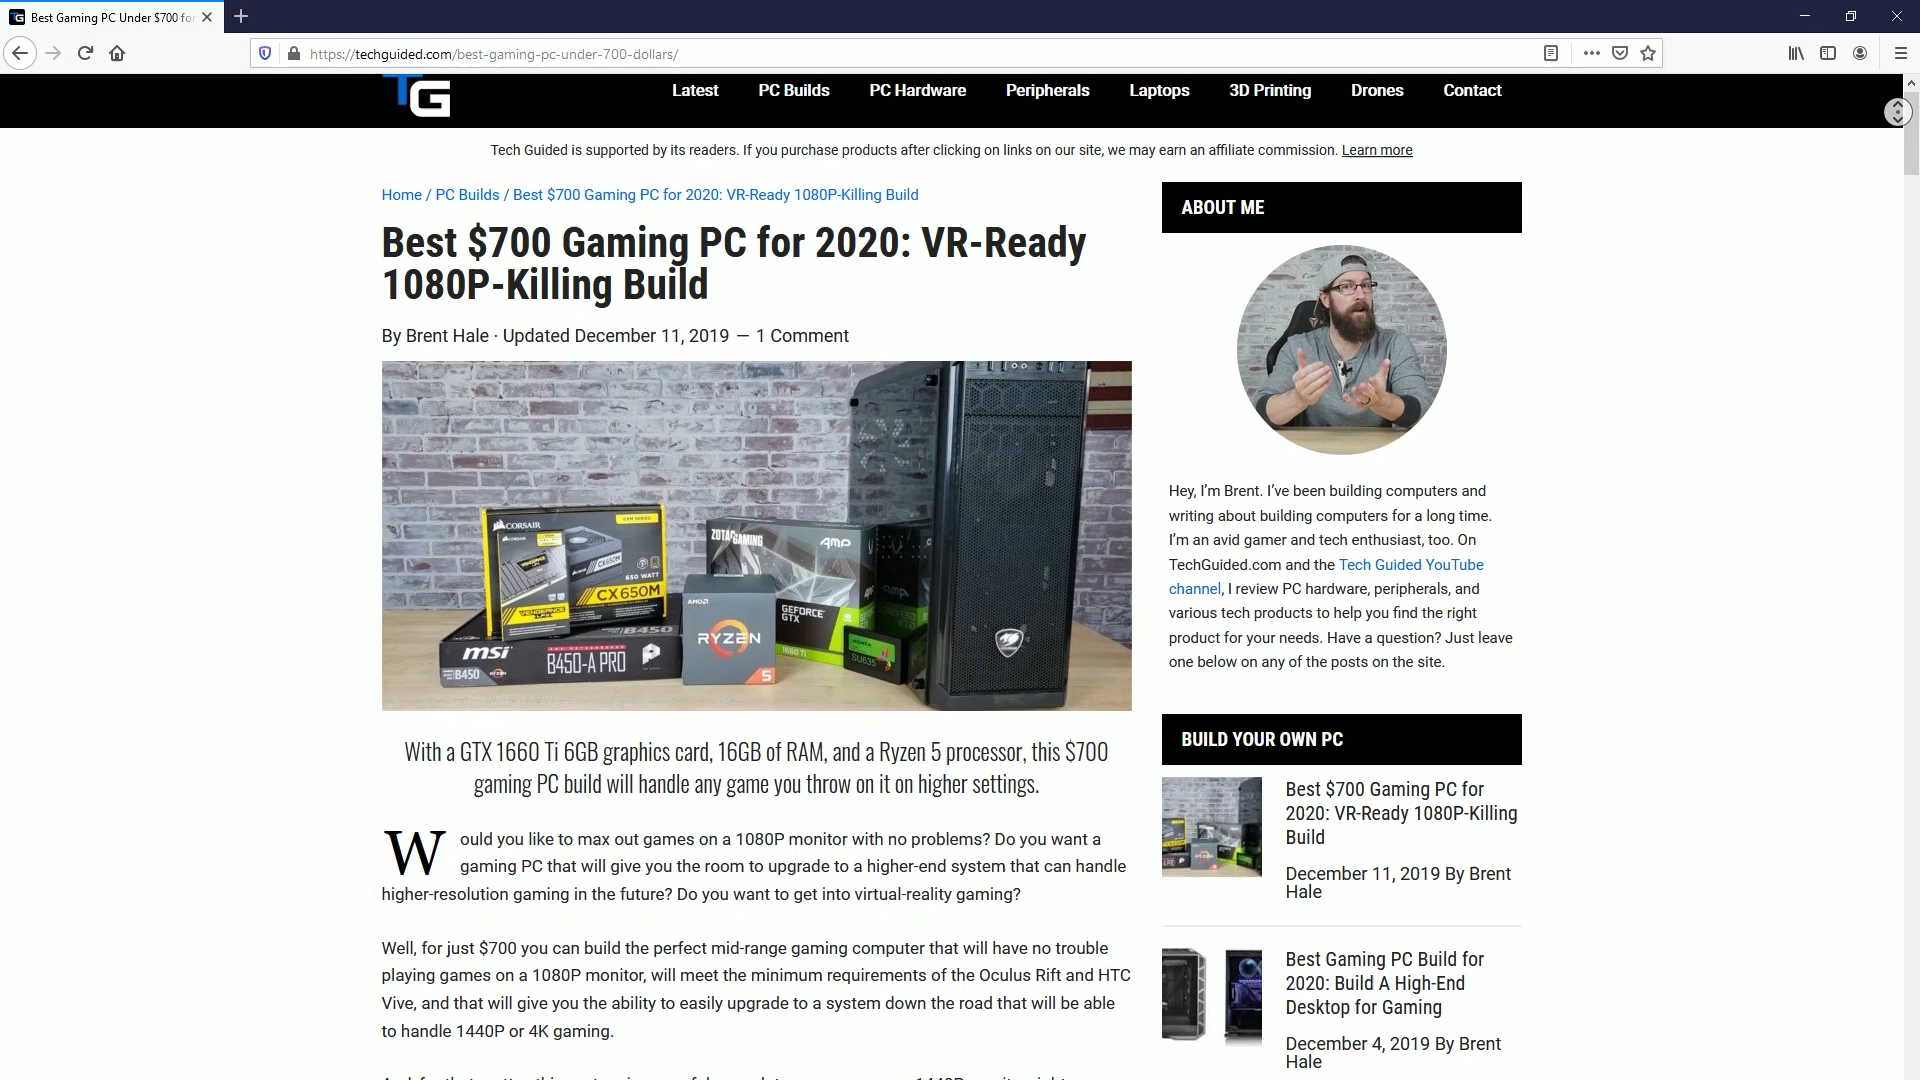 Best Gaming PC Under $700 fo
https://techguided.com/best-gaming-pc-under-700-dollars/
TG
Latest
PC Builds
PC Hardware
Peripherals
Laptops
3D Printing
Drones
Contact
Tech Guided is supported by its readers. If you purchase products after clicking on links on our site, we may earn an affiliate commission. Learn more
Home / PC Builds / Best $700 Gaming PC for 2020: VR-Ready 1080P-Killing Build
Best $700 Gaming PC for 2020: VR-Ready
1080P-Killing Build
By Brent Hale · Updated December 11, 2019 — 1 Comment
CORSAIR
CORSAIR
VENGEANCE
650 WATT
CX650M
ZOTAC GAMING
AMP
GEFORCE
GTX
1660 Ti
AMD
RYZEN
5
SU635
msi
B450
B450-A PRO
B450
With a GTX 1660 Ti 6GB graphics card, 16GB of RAM, and a Ryzen 5 processor, this $700
gaming PC build will handle any game you throw on it on higher settings.
Would you like to max out games on a 1080P monitor with no problems? Do you want a
gaming PC that will give you the room to upgrade to a higher-end system that can handle
higher-resolution gaming in the future? Do you want to get into virtual-reality gaming?
Well, for just $700 you can build the perfect mid-range gaming computer that will have no trouble
playing games on a 1080P monitor, will meet the minimum requirements of the Oculus Rift and HTC
Vive, and that will give you the ability to easily upgrade to a system down the road that will be able
to handle 1440P or 4K gaming.
ABOUT ME
Hey, I’m Brent. I’ve been building computers and
writing about building computers for a long time.
I’m an avid gamer and tech enthusiast, too. On
TechGuided.com and the Tech Guided YouTube
channel, I review PC hardware, peripherals, and
various tech products to help you find the right
product for your needs. Have a question? Just leave
one below on any of the posts on the site.
BUILD YOUR OWN PC
Best $700 Gaming PC for
2020: VR-Ready 1080P-Killing
Build
December 11, 2019 By Brent
Hale
Best Gaming PC Build for
2020: Build A High-End
Desktop for Gaming
December 4, 2019 By Brent
Hale